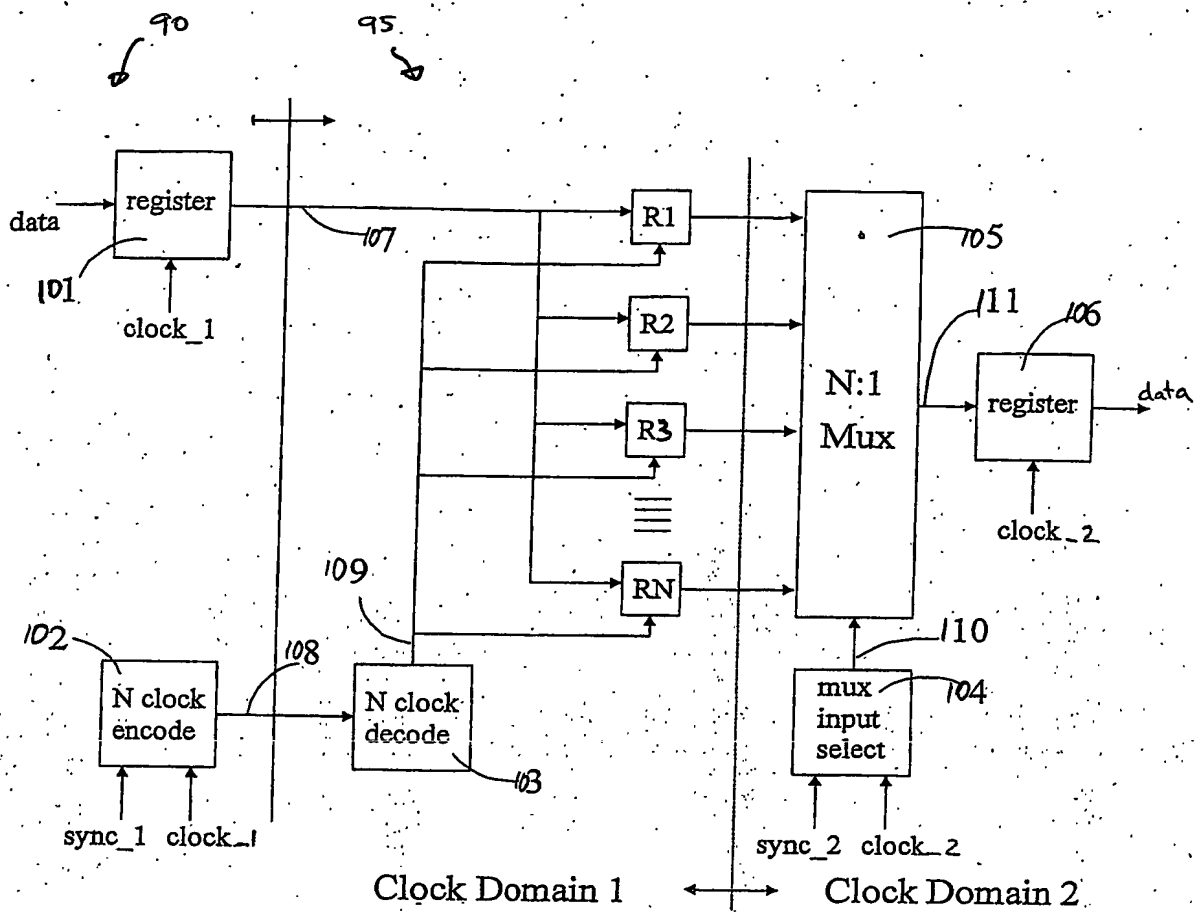 90
95
data
register
101
clock_1
107
R1
R2
R3
RN
105
N:1
Mux
111
106
register
data
clock_2
102
N clock
encode
108
109
N clock
decode
103
sync_1 clock_1
110
mux
input
select
104
sync_2 clock_2
Clock Domain 1
Clock Domain 2